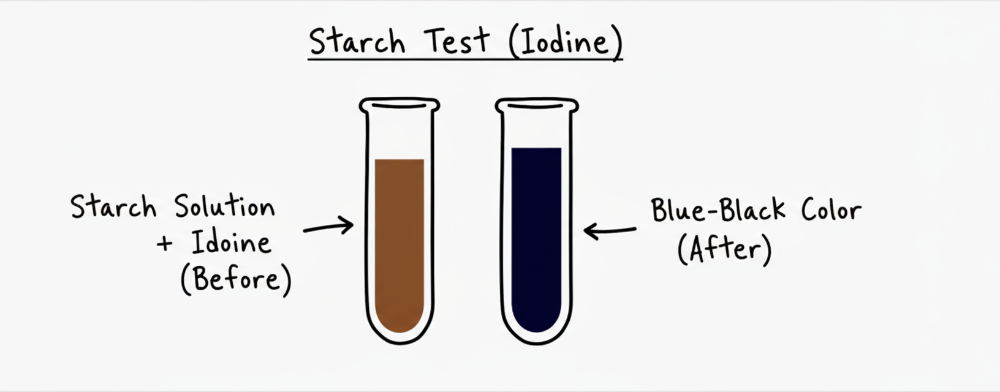 Starch Test (Iodine)
Starch Solution
+ Idoine
(Before)
Blue-Black Color
(After)